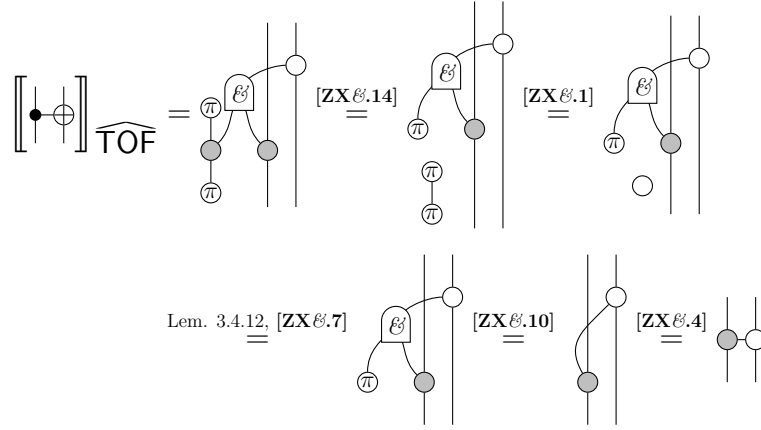 π & = [ZX&.14] = [ZX&.1] =
⟦ ⟧ TOF π & π π π & π
Lem. 3.4.12, [ZX&.7] = & π [ZX&.10] = [ZX&.4] =